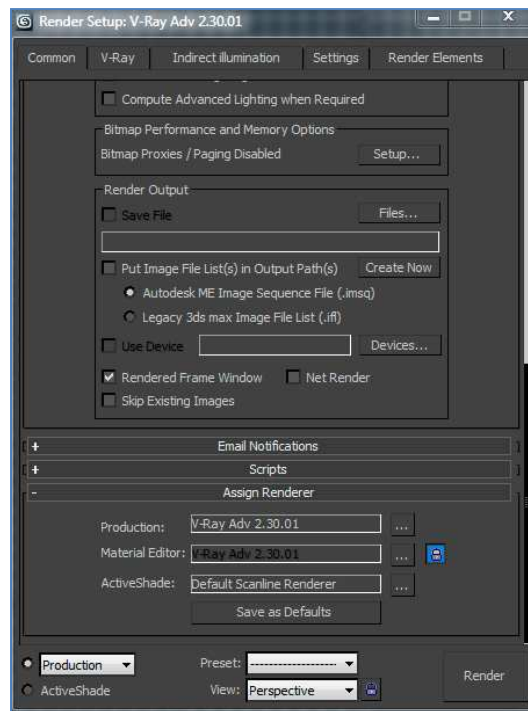 Render Setup: V-Ray Adv 2.30.01
Common V-Ray Indirect illumination Settings Render Elements
Compute Advanced Lighting when Required
Bitmap Performance and Memory Options
Bitmap Proxies / Paging Disabled Setup...
Render Output
Save File Files...
Put Image File List(s) in Output Path(s) Create Now
Autodesk ME Image Sequence File (.imsq)
Legacy 3ds max Image File List (.ifl)
Use Device Devices...
Rendered Frame Window Net Render
Skip Existing Images
+ Email Notifications
+ Scripts
- Assign Renderer
Production: V-Ray Adv 2.30.01 ...
Material Editor: V-Ray Adv 2.30.01 ...
ActiveShade: Default Scanline Renderer ...
Save as Defaults
Production Preset: --------------------
ActiveShade View: Perspective Render